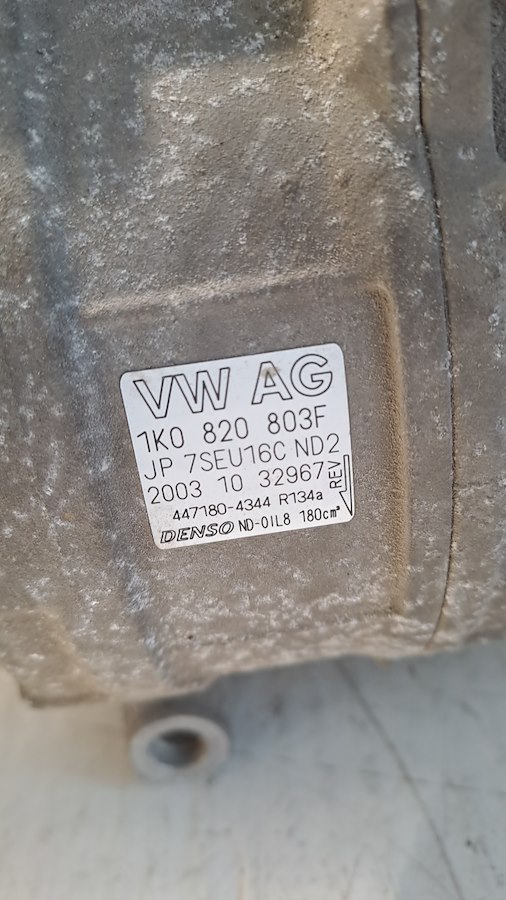 VW AG
1K0 820 803F
JP 7SEU16C ND2
2003 10 32967
REV
447180-4344 R134a
DENSO ND-OIL8 180cm³